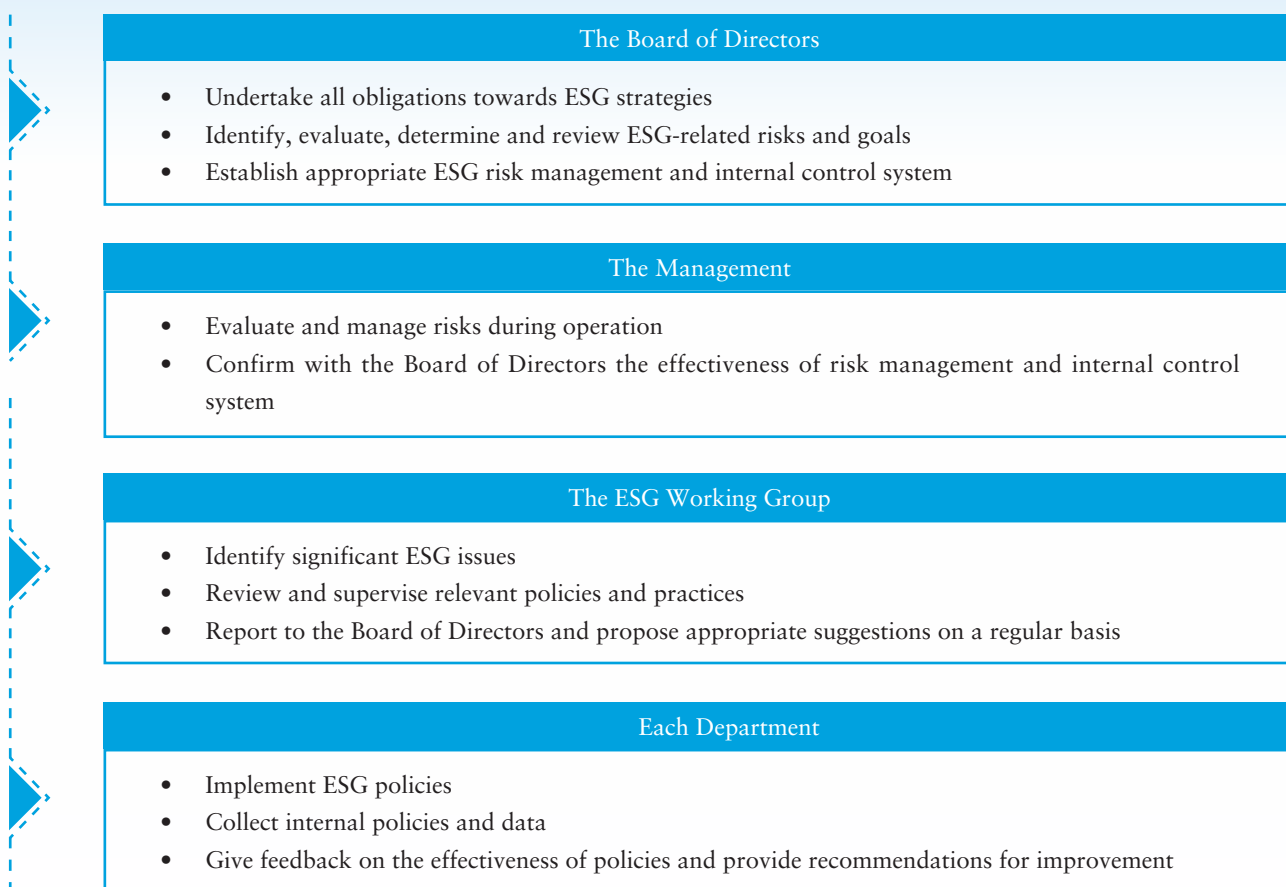 The Board of Directors
• Undertake all obligations towards ESG strategies
• Identify, evaluate, determine and review ESG-related risks and goals
• Establish appropriate ESG risk management and internal control system
The Management
• Evaluate and manage risks during operation
• Confirm with the Board of Directors the effectiveness of risk management and internal control
system
The ESG Working Group
• Identify significant ESG issues
• Review and supervise relevant policies and practices
• Report to the Board of Directors and propose appropriate suggestions on a regular basis
Each Department
• Implement ESG policies
• Collect internal policies and data
• Give feedback on the effectiveness of policies and provide recommendations for improvement